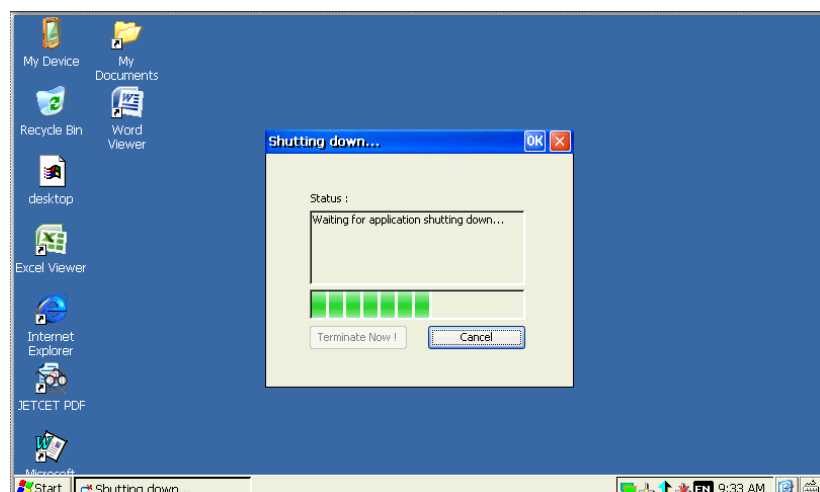 My Device
My
Documents
Recycle Bin
Word
Viewer
desktop
Excel Viewer
Internet
Explorer
JETCET PDF
Microsoft
Shutting down...
OK
Status :
Waiting for application shutting down...
Terminate Now !
Cancel
Start
Shutting down...
EN
9:33 AM